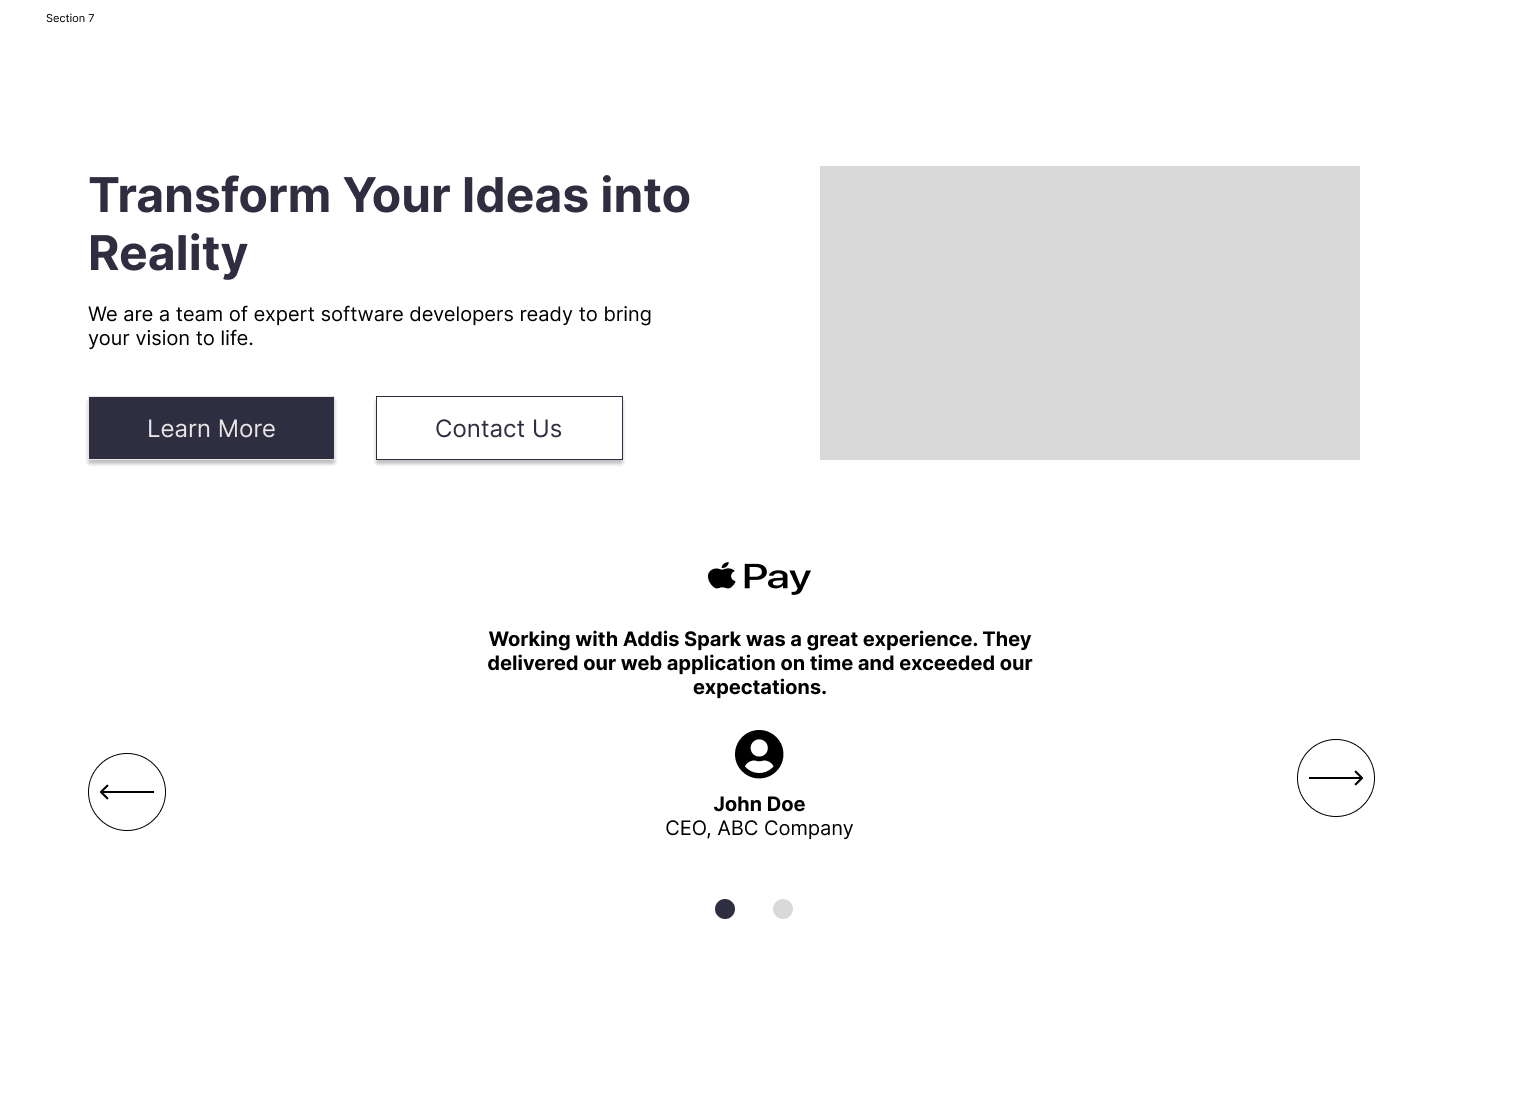 Section 7
Transform Your Ideas into
Reality
We are a team of expert software developers ready to bring
your vision to life.
Learn More
Contact Us
Pay
Working with Addis Spark was a great experience. They
delivered our web application on time and exceeded our
expectations.
John Doe
CEO, ABC Company